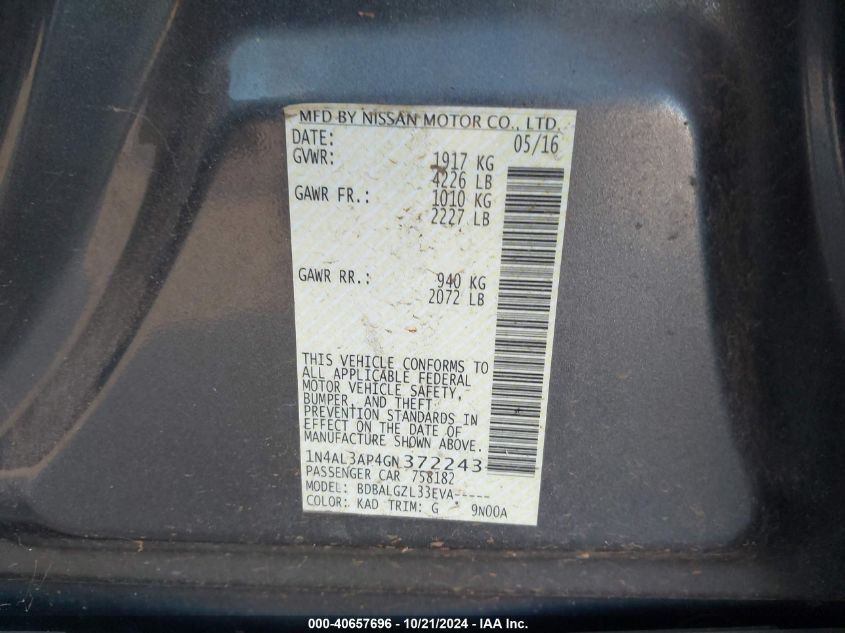 MFD BY NISSAN MOTOR CO., LTD.
DATE: 05/16
GVWR: 1917 KG
4226 LB
GAWR FR.: 1010 KG
2227 LB
GAWR RR.: 940 KG
2072 LB
THIS VEHICLE CONFORMS TO
ALL APPLICABLE FEDERAL
MOTOR VEHICLE SAFETY,
BUMPER, AND THEFT
PREVENTION STANDARDS IN
EFFECT ON THE DATE OF
MANUFACTURE SHOWN ABOVE.
1N4AL3AP4GN372243
PASSENGER CAR 758182
MODEL: BDBALGZL33EVA-----
COLOR: KAD TRIM: G 9N00A
000-40657696 - 10/21/2024 - IAA Inc.